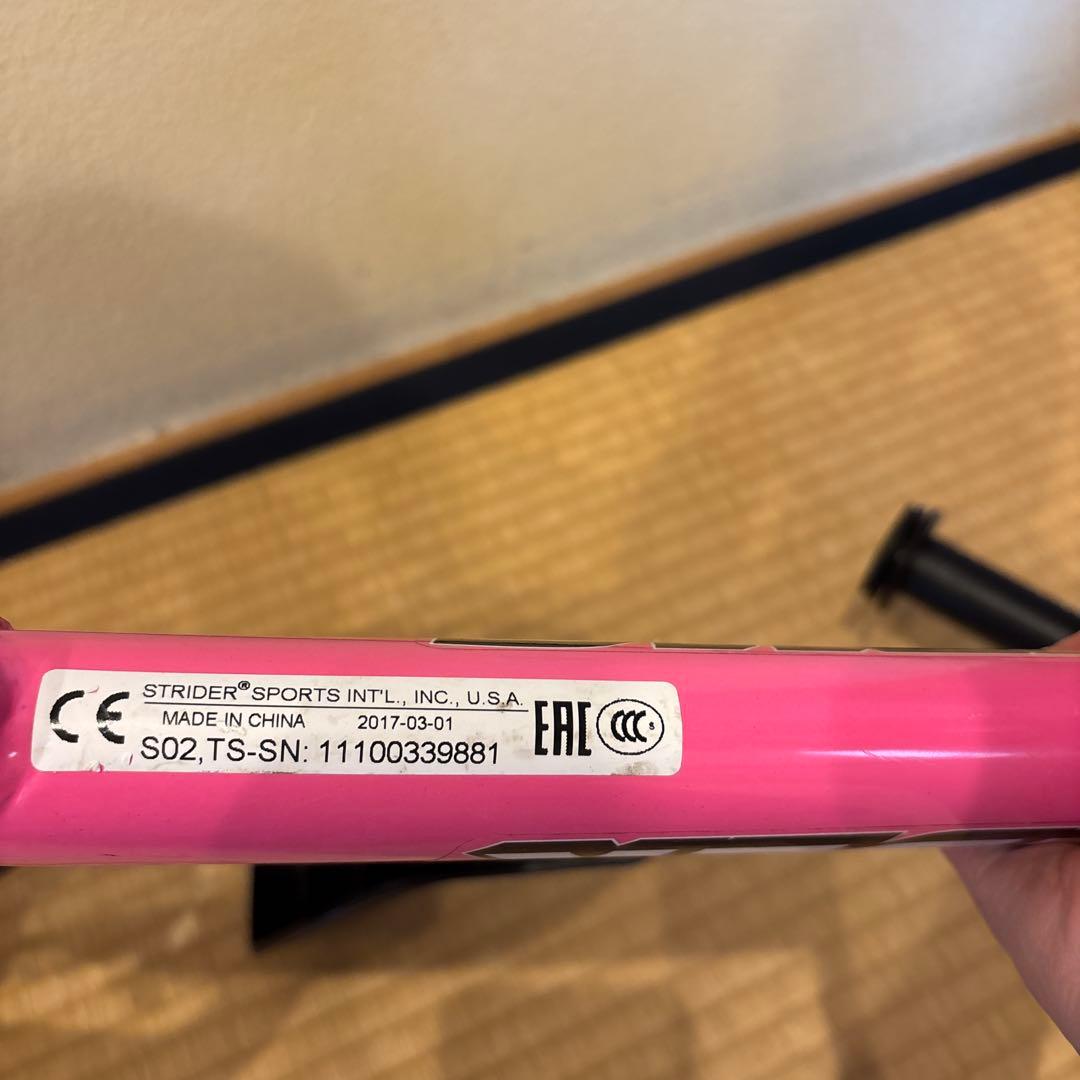 CE
STRIDER® SPORTS INT'L., INC., U.S.A.
MADE IN CHINA 2017-03-01
S02,TS-SN: 11100339881
EAC
CCC S